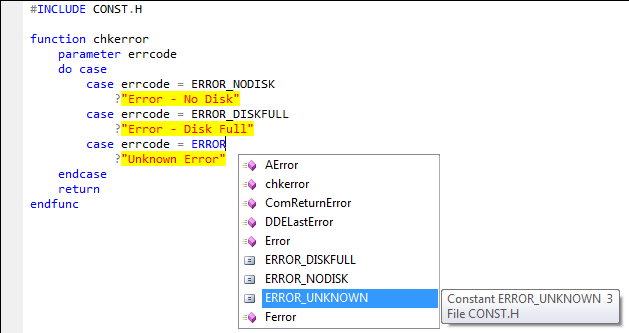 #INCLUDE CONST.H
function chkerror
parameter errcode
do case
case errcode = ERROR_NODISK
?"Error - No Disk"
case errcode = ERROR_DISKFULL
?"Error - Disk Full"
case errcode = ERROR
?"Unknown Error"
endcase
return
endfunc
AError
chkerror
ComReturnError
DDELastError
Error
ERROR_DISKFULL
ERROR_NODISK
ERROR_UNKNOWN
Ferror
Constant ERROR_UNKNOWN 3
File CONST.H